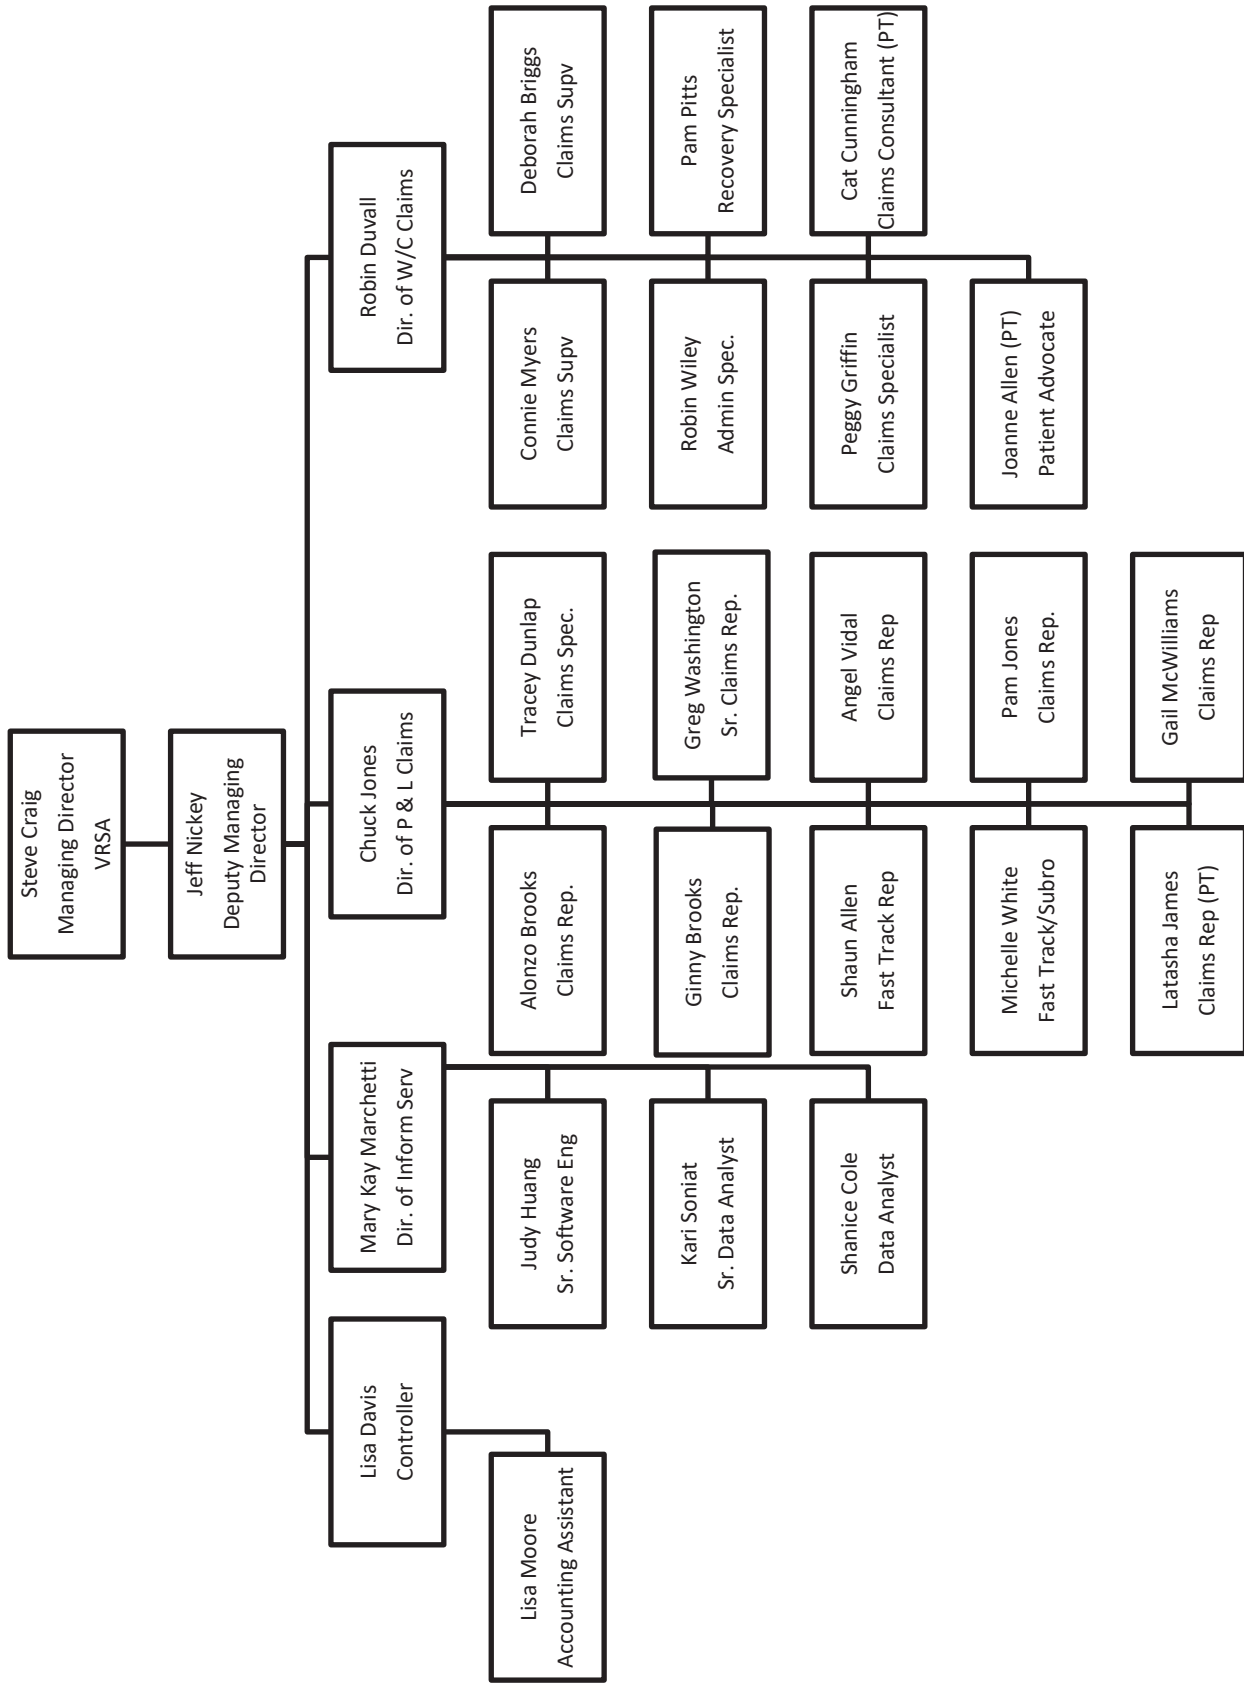 Steve Craig
Managing Director
VRSA
Jeff Nickey
Deputy Managing
Director
Lisa Davis
Controller
Mary Kay Marchetti
Dir. of Inform Serv
Chuck Jones
Dir. of P & L Claims
Robin Duvall
Dir. of W/C Claims
Lisa Moore
Accounting Assistant
Judy Huang
Sr. Software Eng
Kari Soniat
Sr. Data Analyst
Shanice Cole
Data Analyst
Alonzo Brooks
Claims Rep.
Tracey Dunlap
Claims Spec.
Ginny Brooks
Claims Rep.
Greg Washington
Sr. Claims Rep.
Shaun Allen
Fast Track Rep
Angel Vidal
Claims Rep
Michelle White
Fast Track/Subro
Pam Jones
Claims Rep.
Latasha James
Claims Rep (PT)
Gail McWilliams
Claims Rep
Connie Myers
Claims Supv
Deborah Briggs
Claims Supv
Robin Wiley
Admin Spec.
Pam Pitts
Recovery Specialist
Peggy Griffin
Claims Specialist
Cat Cunningham
Claims Consultant (PT)
Joanne Allen (PT)
Patient Advocate